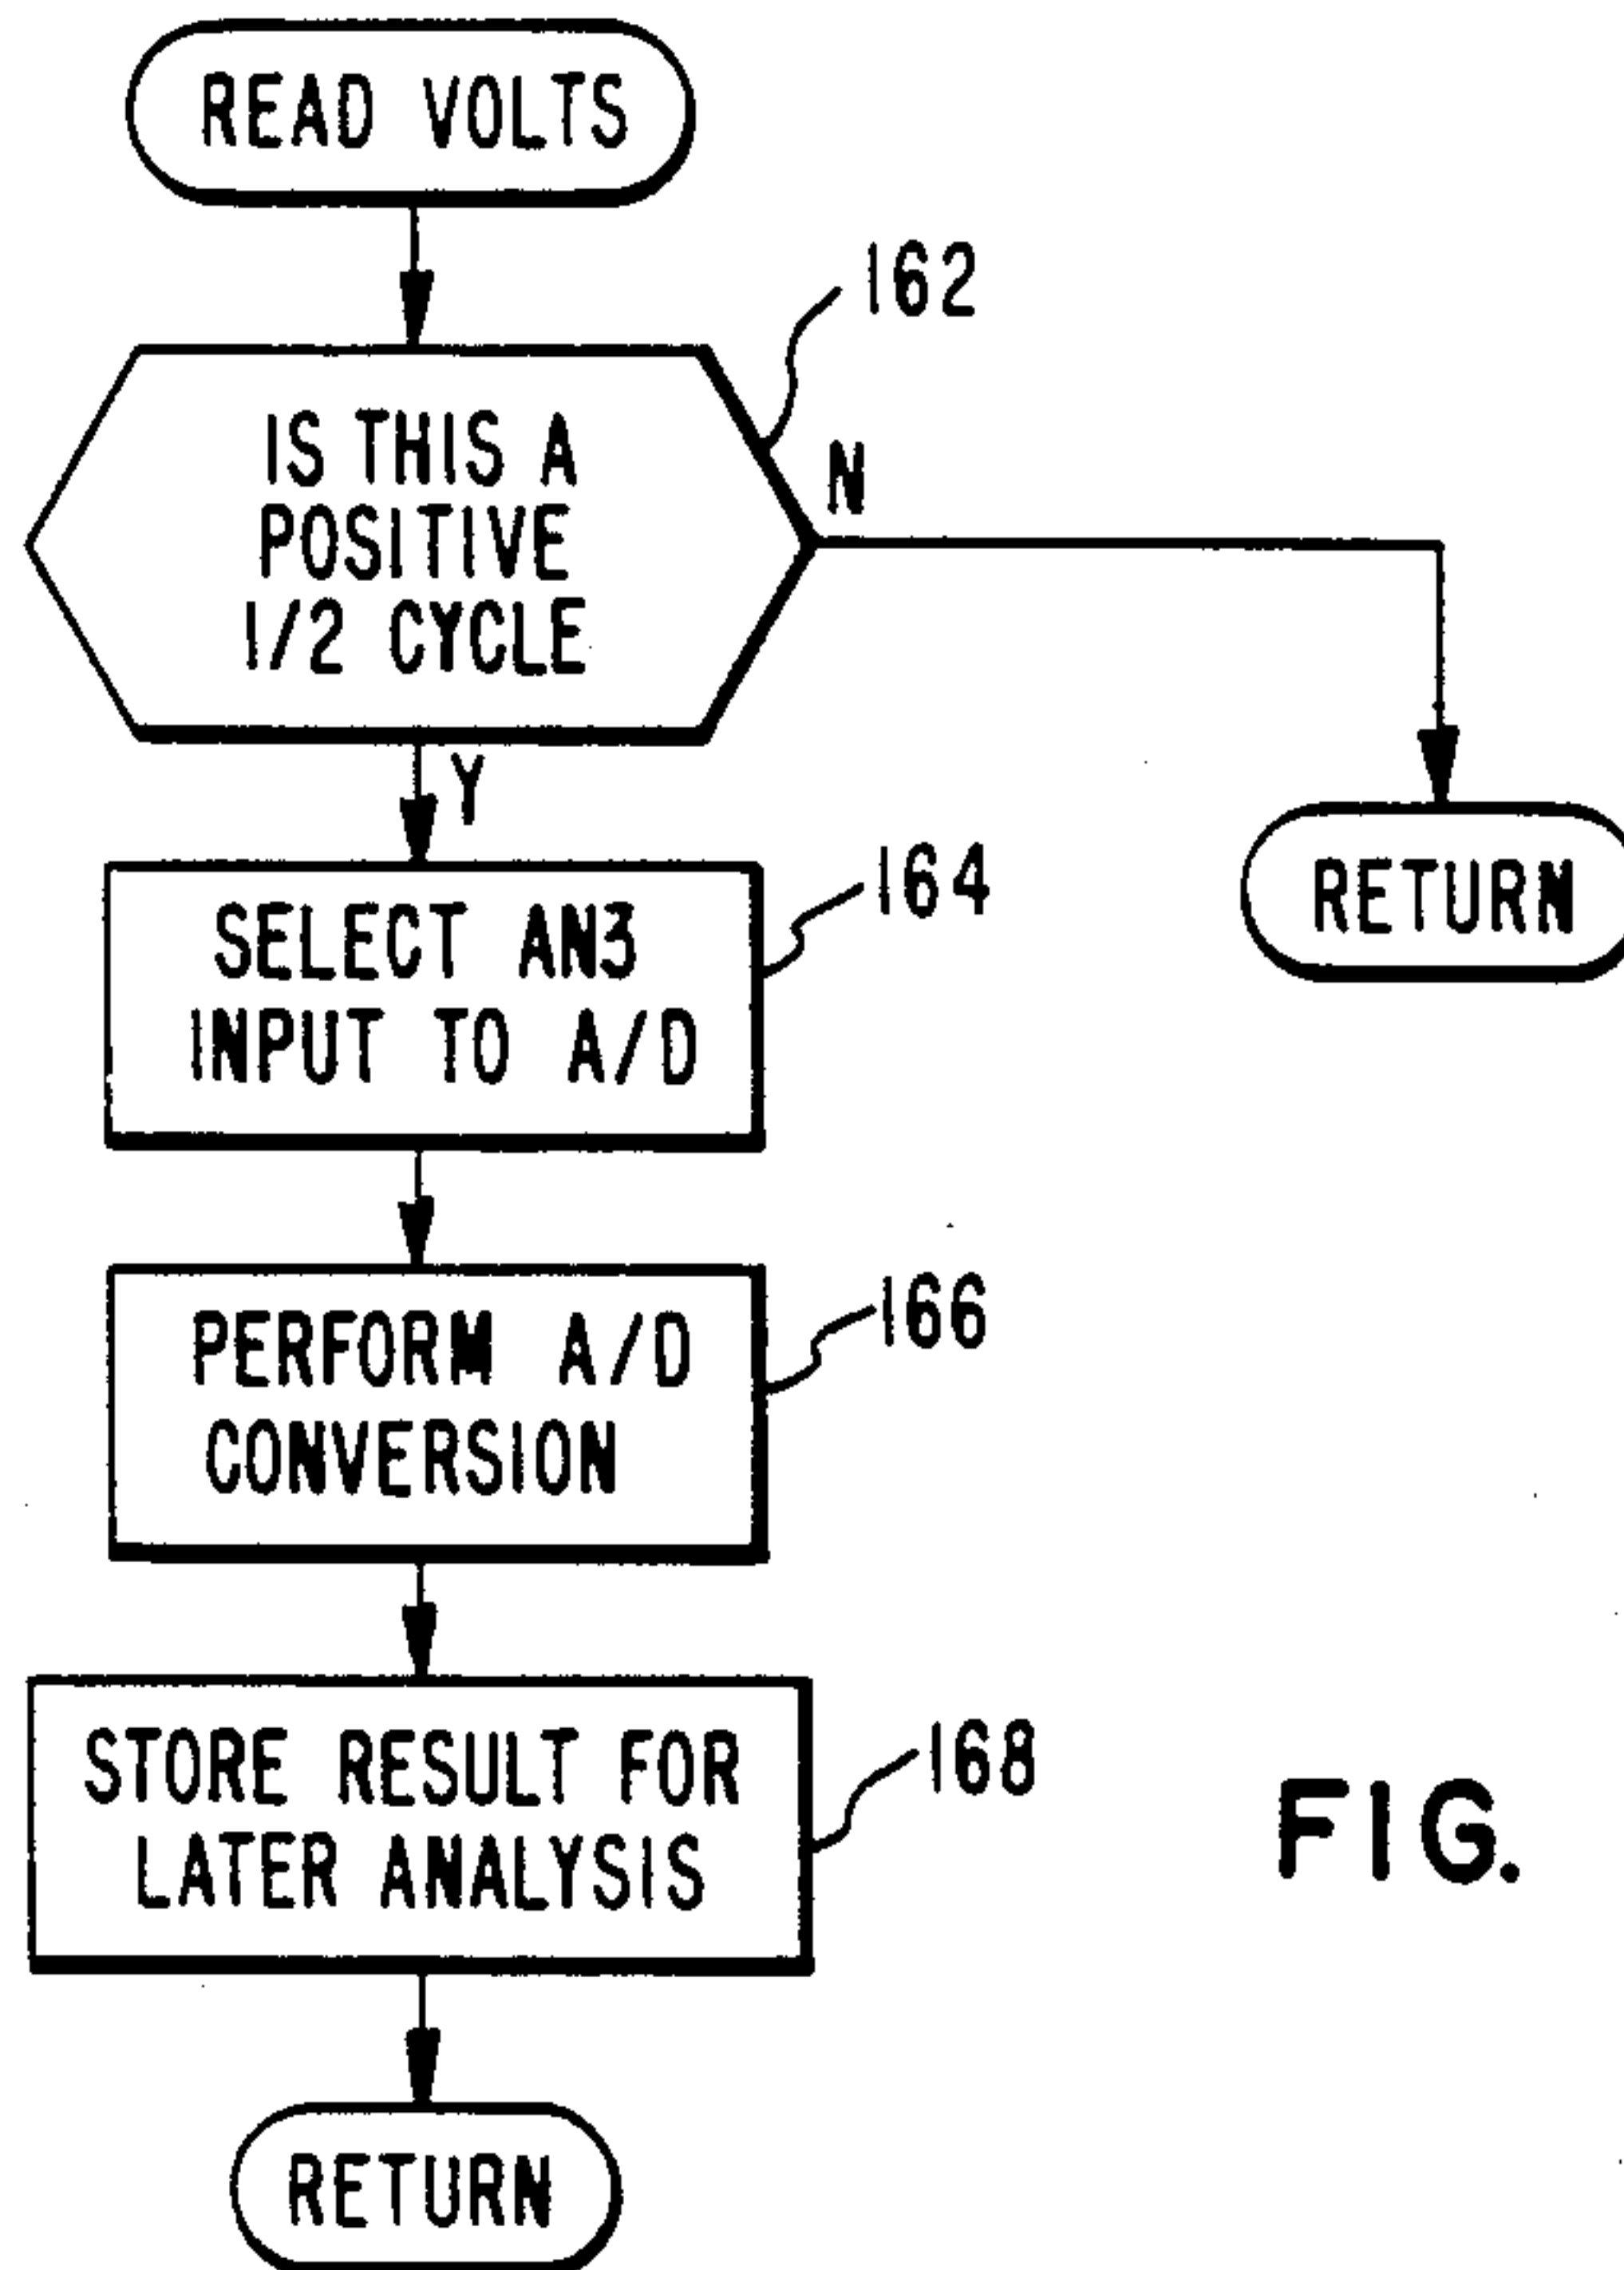 READ VOLTS
162
IS THIS A
POSITIVE
1/2 CYCLE
N
Y
RETURN
164
SELECT AN3
INPUT TO A/D
166
PERFORM A/D
CONVERSION
168
STORE RESULT FOR
LATER ANALYSIS
FIG.
RETURN